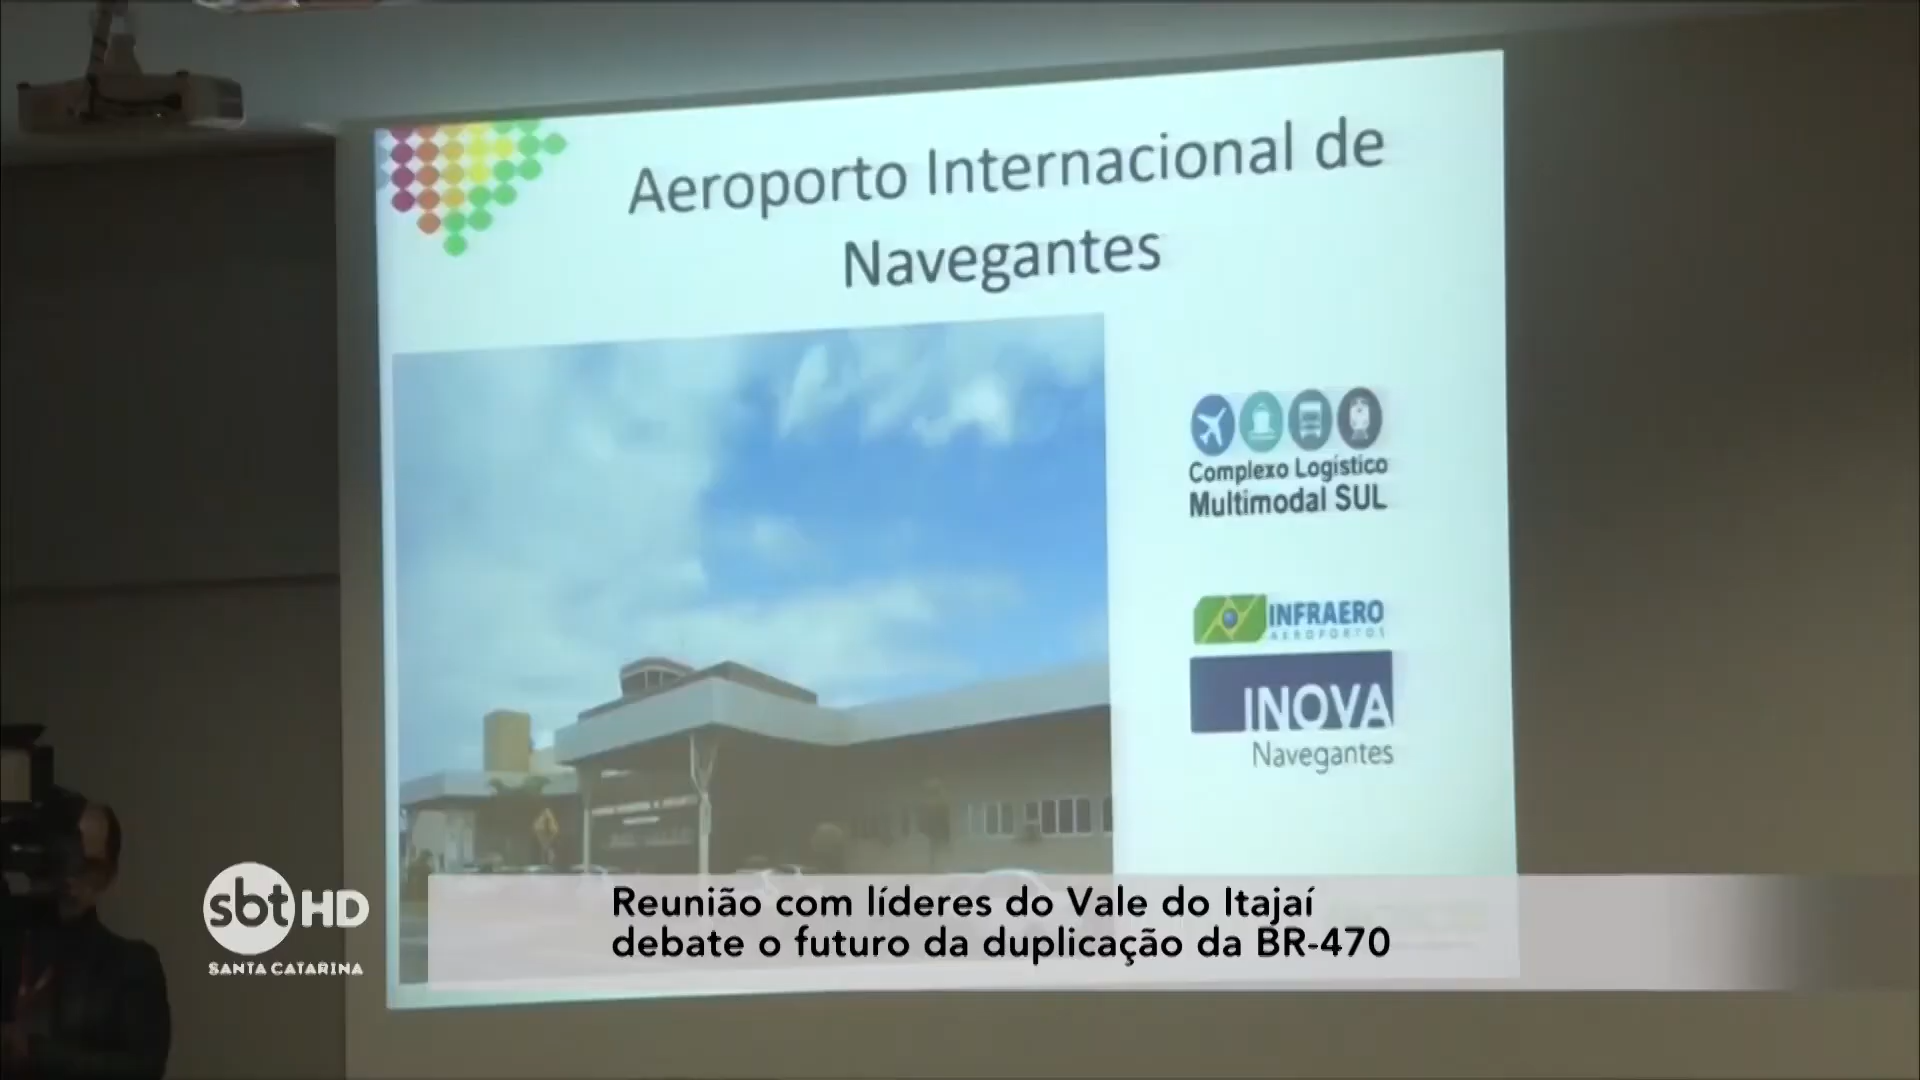 Aeroporto Internacional de
Navegantes
Complexo Logístico
Multimodal SUL
INFRAERO
AEROPORTOS
INOVA
Navegantes
sbt HD
SANTA CATARINA
Reunião com líderes do Vale do Itajaí
debate o futuro da duplicação da BR-470